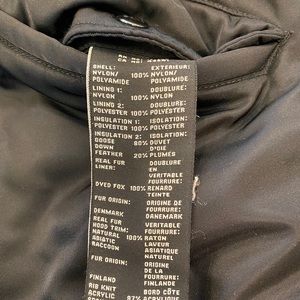 SHELL: EXTERIEUR:
NYLON/ 100% NYLON/
POLYAMIDE POLYAMIDE
LINING 1: DOUBLURE:
NYLON 100% NYLON
LINING 2: DOUBLURE 2:
POLYESTER 100% POLYESTER
INSULATION 1: ISOLATION:
POLYESTER 100% POLYESTER
INSULATION 2: ISOLATION:
GOOSE 80% DUVET
DOWN D'OIE
FEATHER 20% PLUMES
REAL FUR DOUBLURE
LINER: EN
VERITABLE
FOURRURE:
DYED FOX 100% RENARD
TEINTE
FUR ORIGIN: ORIGINE DE
FOURRURE:
DENMARK DANEMARK
REAL FUR VERITABLE
HOOD TRIM: FOURRURE:
NATURAL 100% RATON
ASIATIC LAVEUR
RACCOON ASIATIQUE
NATUREL
FUR ORIGIN: ORIGINE
DE LA
FOURRURE:
FINLAND FINLANDE
RIB KNIT BORD CÔTE
ACRYLIC 97% ACRYLIQUE